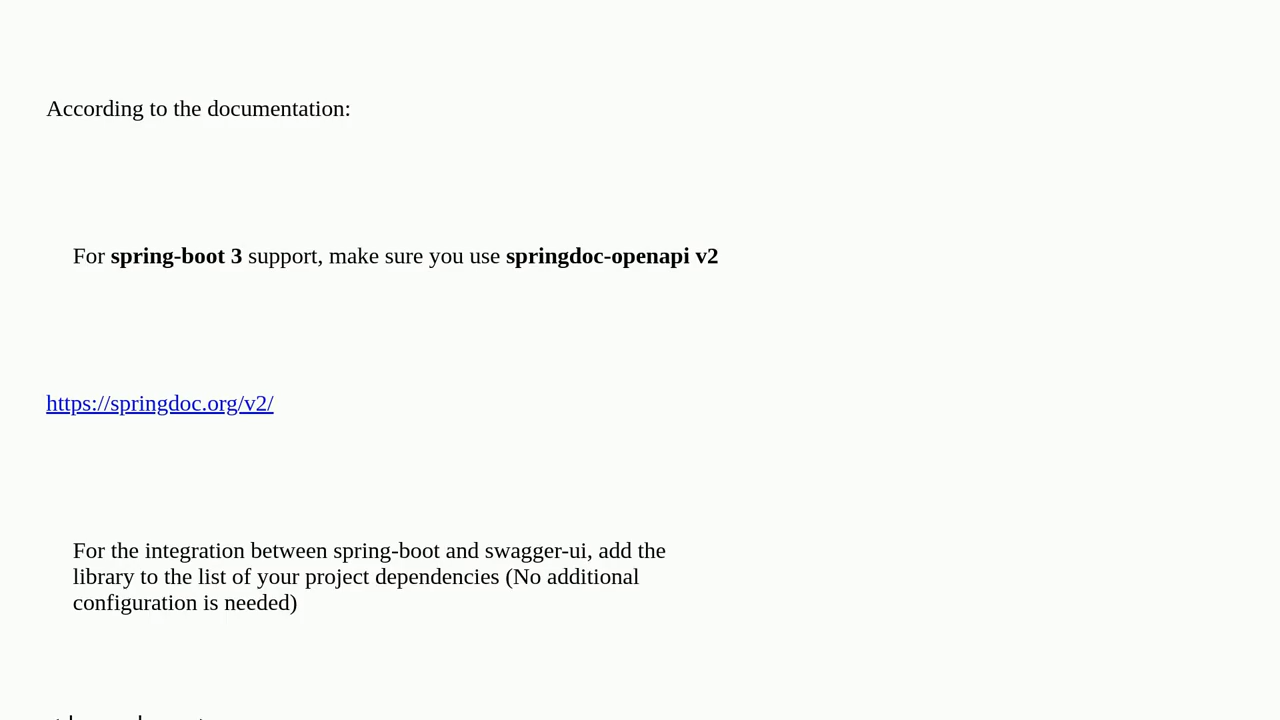 According to the documentation:
For spring-boot 3 support, make sure you use springdoc-openapi v2
https://springdoc.org/v2/
For the integration between spring-boot and swagger-ui, add the
library to the list of your project dependencies (No additional
configuration is needed)